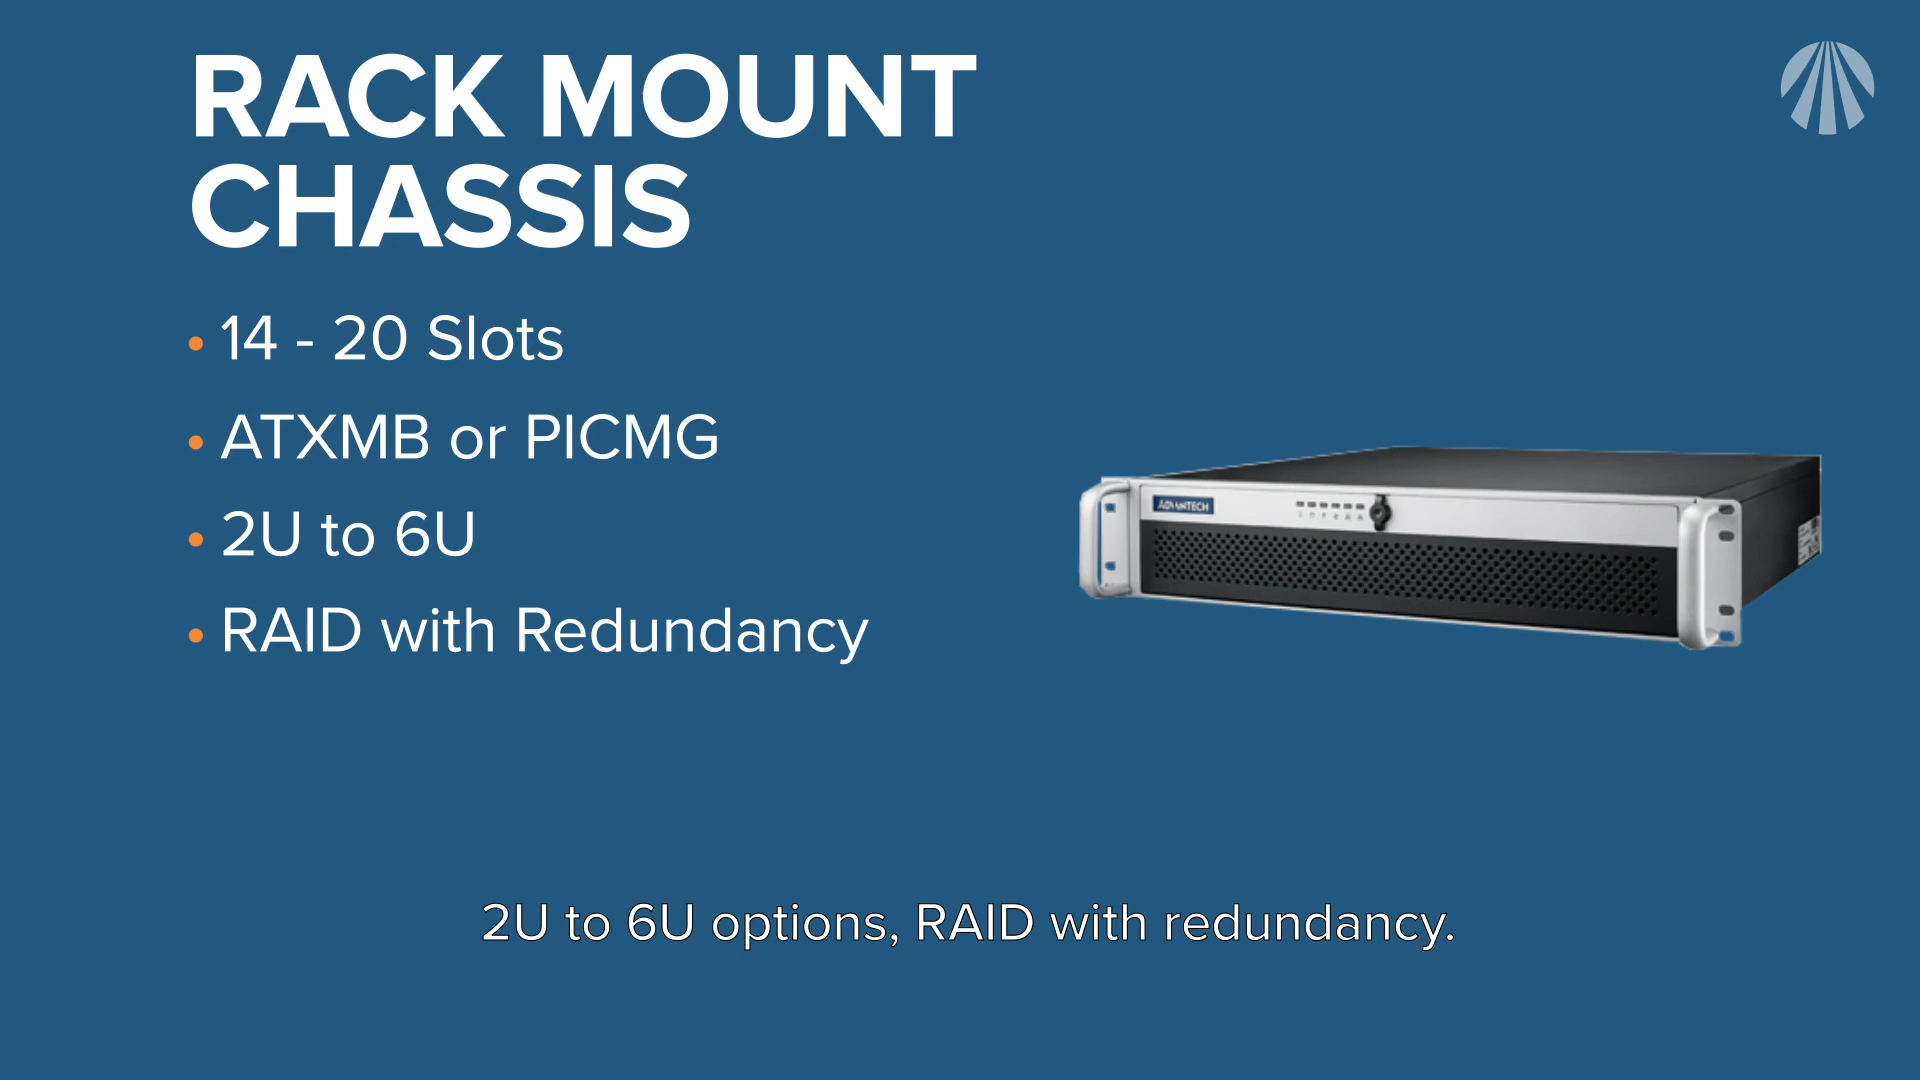 RACK MOUNT
CHASSIS
• 14 - 20 Slots
• ATXMB or PICMG
• 2U to 6U
• RAID with Redundancy
ADVANTECH
2U to 6U options, RAID with redundancy.